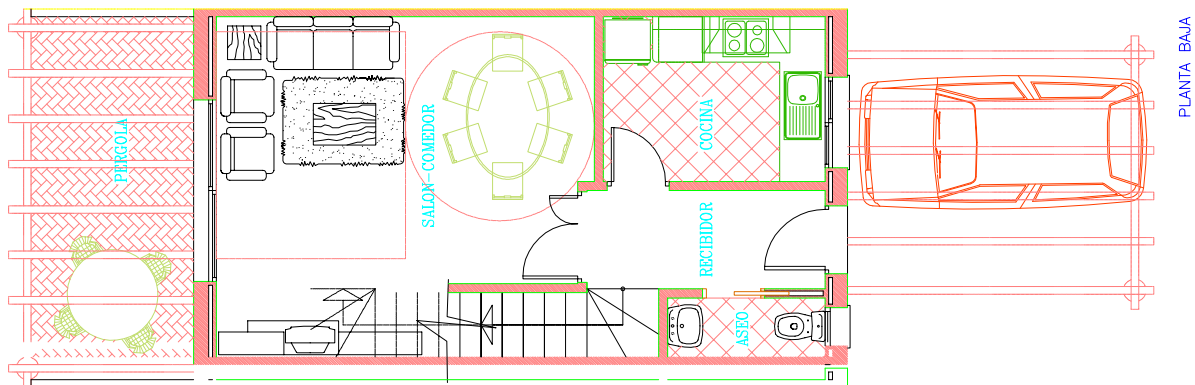 PERGOLA
SALON-COMEDOR
COCINA
RECIBIDOR
ASEO
PLANTA BAJA